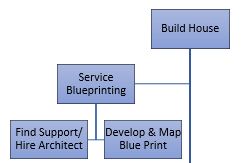 Build House
Service
Blueprinting
Find Support/
Hire Architect
Develop & Map
Blue Print